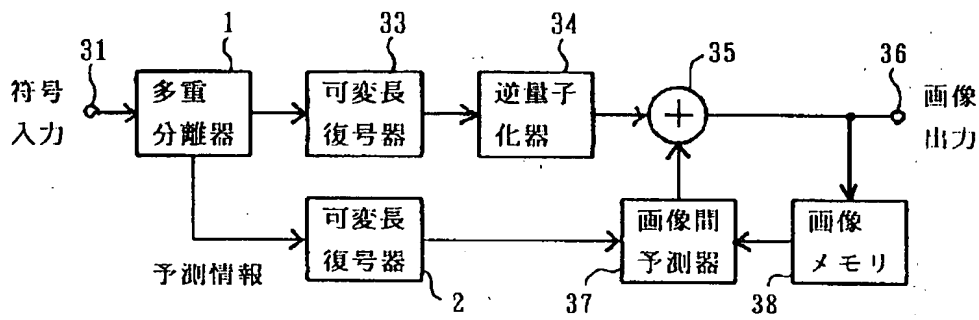 31
符号
入力
1
多重
分離器
33
可変長
復号器
34
逆量子
化器
35
+
36
画像
出力
予測情報
可変長
復号器
2
画像間
予測器
37
画像
メモリ
38